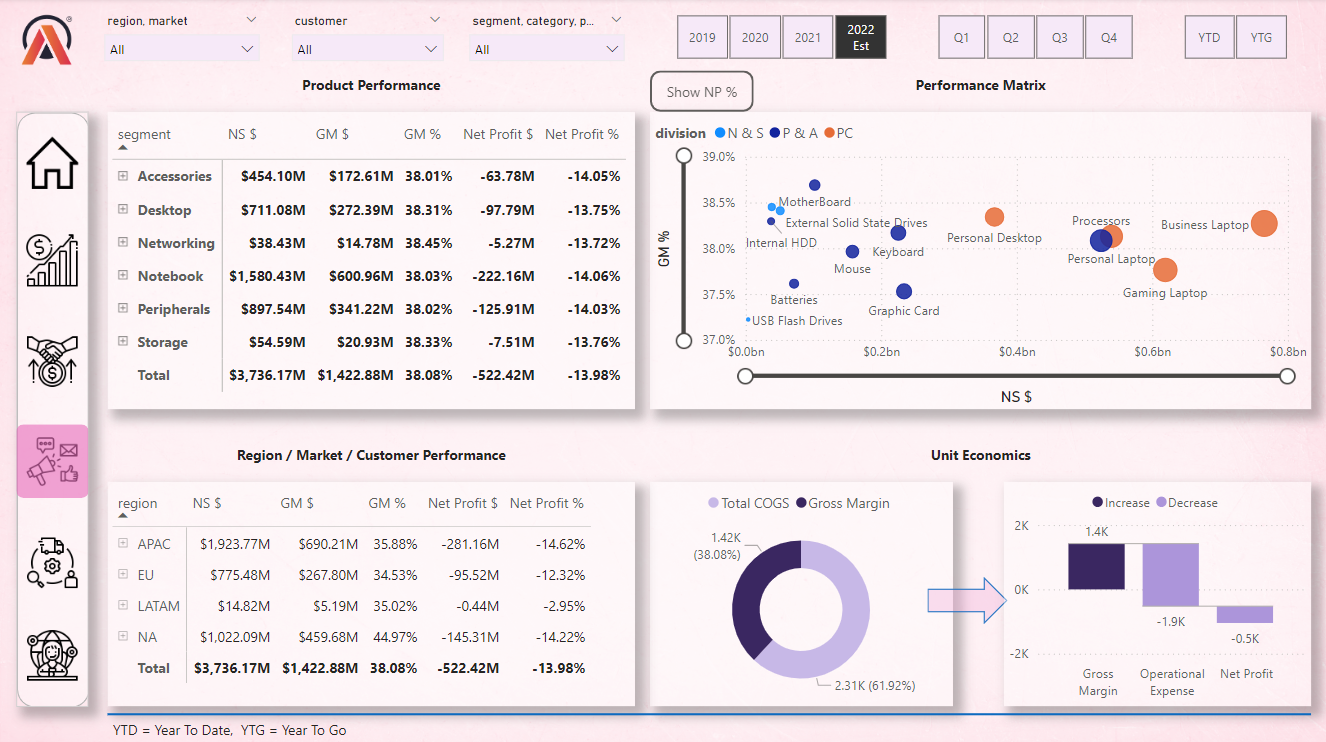 region, market
customer
segment, category, p...
All
All
All
2019
2020
2021
2022
Est
Q1
Q2
Q3
Q4
YTD
YTG
Product Performance
Show NP %
Performance Matrix
segment NS $ GM $ GM % Net Profit $ Net Profit %
Accessories $454.10M $172.61M 38.01% -63.78M -14.05%
Desktop $711.08M $272.39M 38.31% -97.79M -13.75%
Networking $38.43M $14.78M 38.45% -5.27M -13.72%
Notebook $1,580.43M $600.96M 38.03% -222.16M -14.06%
Peripherals $897.54M $341.22M 38.02% -125.91M -14.03%
Storage $54.59M $20.93M 38.33% -7.51M -13.76%
Total $3,736.17M $1,422.88M 38.08% -522.42M -13.98%
division N & S P & A PC
39.0%
38.5%
38.0%
37.5%
37.0%
GM %
MotherBoard
External Solid State Drives
Internal HDD
Keyboard
Mouse
Batteries
Graphic Card
USB Flash Drives
Personal Desktop
Processors
Personal Laptop
Business Laptop
Gaming Laptop
$0.0bn $0.2bn $0.4bn $0.6bn $0.8bn
NS $
Region / Market / Customer Performance
region NS $ GM $ GM % Net Profit $ Net Profit %
APAC $1,923.77M $690.21M 35.88% -281.16M -14.62%
EU $775.48M $267.80M 34.53% -95.52M -12.32%
LATAM $14.82M $5.19M 35.02% -0.44M -2.95%
NA $1,022.09M $459.68M 44.97% -145.31M -14.22%
Total $3,736.17M $1,422.88M 38.08% -522.42M -13.98%
Unit Economics
Total COGS Gross Margin
1.42K
(38.08%)
2.31K (61.92%)
Increase Decrease
2K
0K
-2K
1.4K
-1.9K
-0.5K
Gross
Margin
Operational
Expense
Net Profit
YTD = Year To Date, YTG = Year To Go